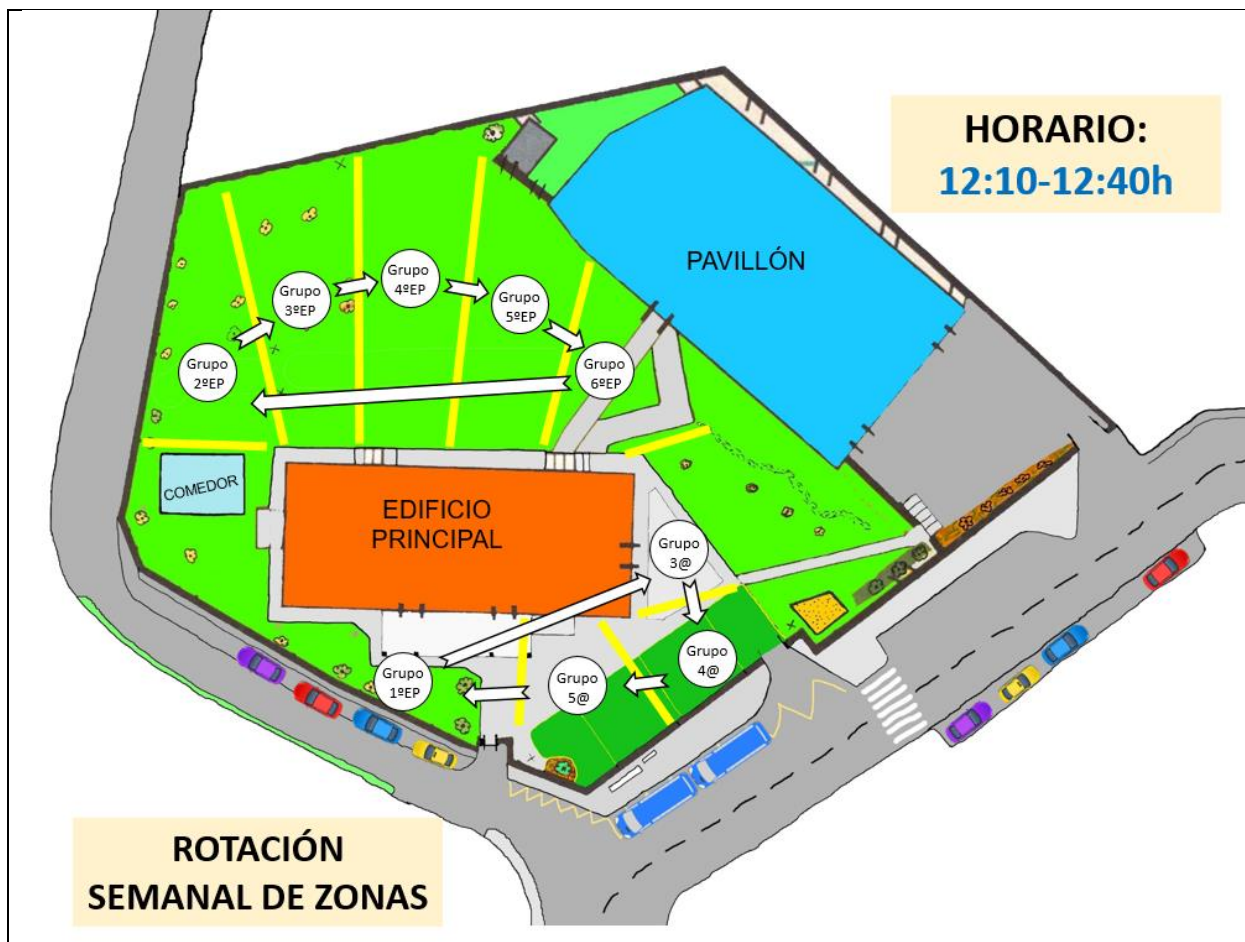 HORARIO:
12:10-12:40h
PAVILLÓN
Grupo
4ºEP
Grupo
3ºEP
Grupo
5ºEP
Grupo
2ºEP
Grupo
6ºEP
COMEDOR
EDIFICIO
PRINCIPAL
Grupo
3@
Grupo
4@
Grupo
1ºEP
Grupo
5@
ROTACIÓN
SEMANAL DE ZONAS